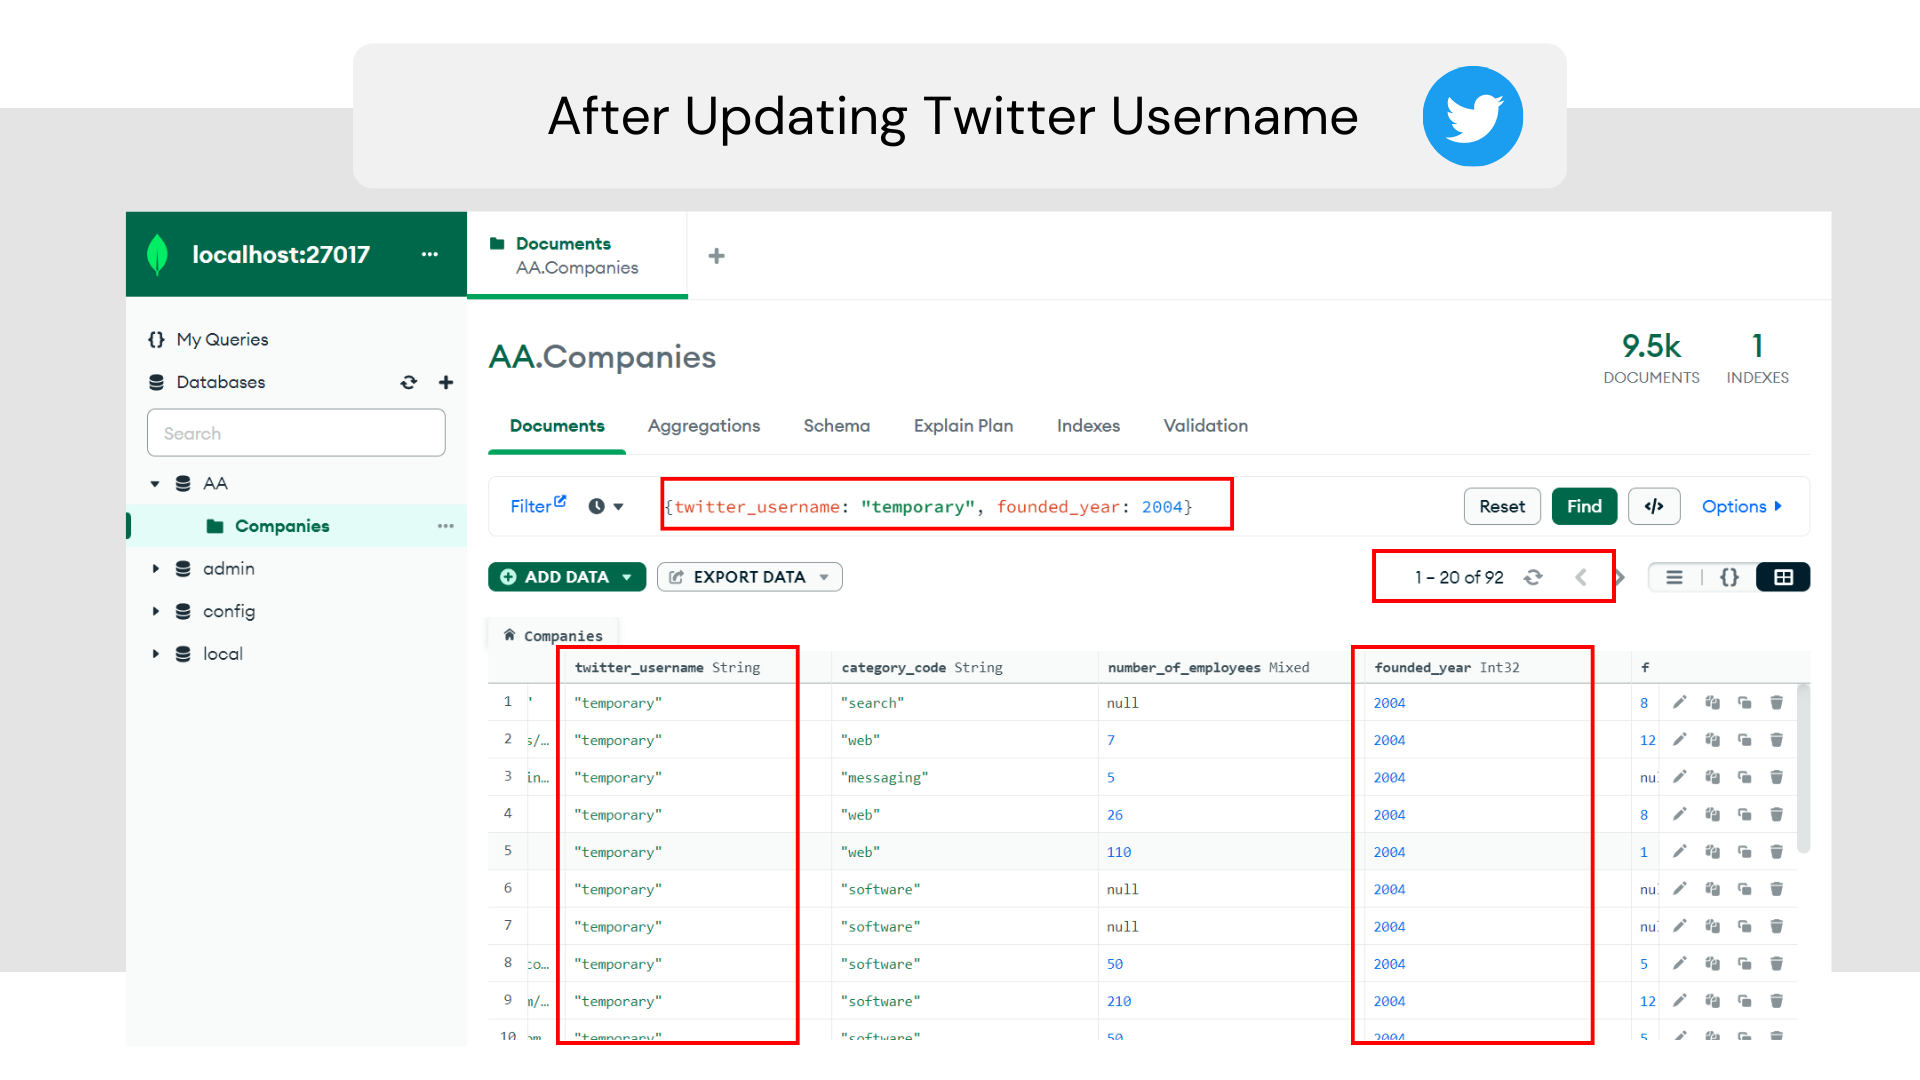 After Updating Twitter Username
localhost:27017
Documents
AA.Companies
My Queries
Databases
Search
AA
Companies
admin
config
local
AA.Companies
9.5k
DOCUMENTS
1
INDEXES
Documents Aggregations Schema Explain Plan Indexes Validation
Filter {twitter_username: "temporary", founded_year: 2004} Reset Find </> Options
ADD DATA EXPORT DATA 1 – 20 of 92 {}
Companies
twitter_username String category_code String number_of_employees Mixed founded_year Int32 f
1 ' "temporary" "search" null 2004 8
2 s/… "temporary" "web" 7 2004 12
3 in… "temporary" "messaging" 5 2004 nu
4 "temporary" "web" 26 2004 8
5 "temporary" "web" 110 2004 1
6 "temporary" "software" null 2004 nu
7 "temporary" "software" null 2004 nu
8 co… "temporary" "software" 50 2004 5
9 m/… "temporary" "software" 210 2004 12
10 om "temporary" "software" 50 2004 5